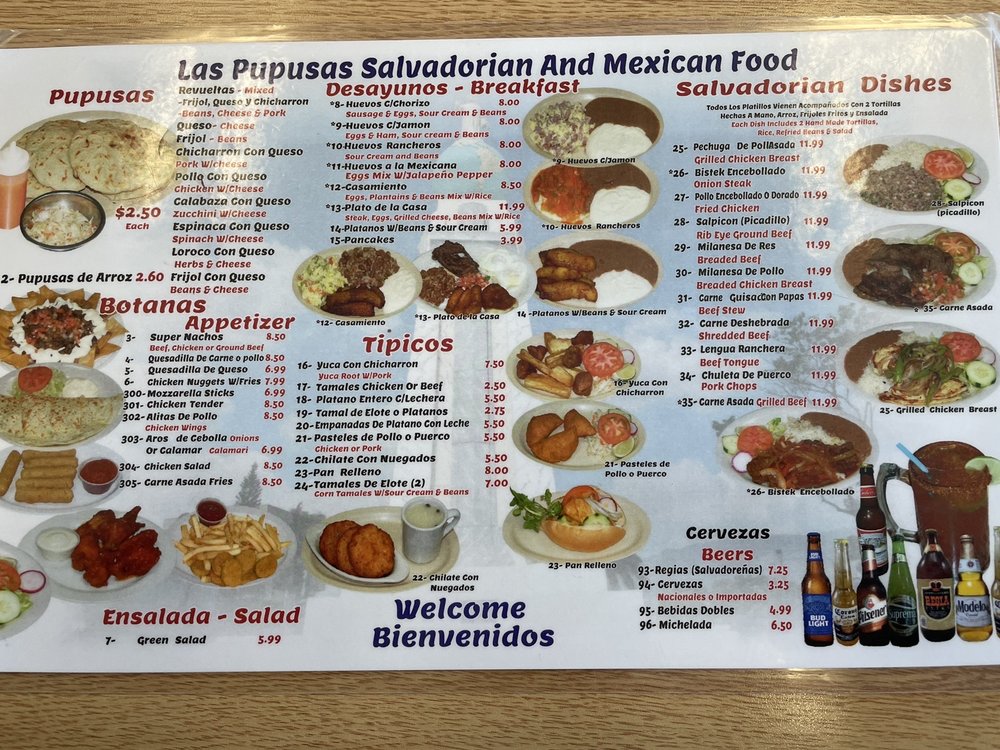 Las Pupusas Salvadorian And Mexican Food
Pupusas
Revueltas - Mixed
-Frijol, Queso y Chicharron
-Beans, Cheese & Pork
Queso- Cheese
Frijol - Beans
Chicharron Con Queso
Pork W/cheese
Pollo Con Queso
Chicken W/Cheese
Calabaza Con Queso
Zucchini W/Cheese
Espinaca Con Queso
Spinach W/Cheese
Loroco Con Queso
Herbs & Cheese
Frijol Con Queso
Beans & Cheese
$2.50
Each
2- Pupusas de Arroz 2.60
Botanas
Appetizer
3- Super Nachos 8.50
Beef, Chicken or Ground Beef
4- Quesadilla De Carne o pollo 8.50
5- Quesadilla De Queso 6.99
6- Chicken Nuggets W/Fries 7.99
300- Mozzarella Sticks 6.99
301- Chicken Tender 8.50
302- Alitas De Pollo 8.50
Chicken Wings
303- Aros de Cebolla Onions
Or Calamar Calamari 6.99
304- Chicken Salad 8.50
305- Carne Asada Fries 8.50
Ensalada - Salad
7- Green Salad 5.99
Desayunos - Breakfast
*8-Huevos C/Chorizo 8.00
Sausage & Eggs, Sour Cream & Beans
*9-Huevos C/Jamon 8.00
Eggs & Ham, Sour cream & Beans
*10-Huevos Rancheros 8.00
Sour Cream and Beans
*11-Huevos a la Mexicana 8.00
Eggs Mix W/Jalapeño Pepper
*12-Casamiento 8.50
Eggs, Plantains & Beans Mix W/Rice
*13-Plato de la Casa 11.99
Steak, Eggs, Grilled Cheese, Beans Mix W/Rice
14-Platanos W/Beans & Sour Cream 5.99
15-Pancakes 3.99
*9- Huevos C/Jamon
*10- Huevos Rancheros
*12- Casamiento
*13- Plato de la Casa
14 -Platanos W/Beans & Sour Cream
Tipicos
16- Yuca Con Chicharron 7.50
Yuca Root W/Pork
17- Tamales Chicken Or Beef 2.50
18- Platano Entero C/Lechera 5.50
19- Tamal de Elote o Platanos 2.75
20-Empanadas De Platano Con Leche 5.50
21- Pasteles de Pollo o Puerco 5.50
Chicken or Pork
22-Chilate Con Nuegados 5.50
23-Pan Relleno 8.00
24-Tamales De Elote (2) 7.00
Corn Tamales W/Sour Cream & Beans
16- Yuca Con
Chicharron
21- Pasteles de
Pollo o Puerco
22- Chilate Con
Nuegados
23- Pan Relleno
Welcome
Bienvenidos
Salvadorian Dishes
Todos Los Platillos Vienen Acompañados Con 2 Tortillas
Hechas A Mano, Arroz, Frijoles Fritos y Ensalada
Each Dish Includes 2 Hand Made Tortillas,
Rice, Refried Beans & Salad
25- Pechuga De PollAsada 11.99
Grilled Chicken Breast
*26- Bistek Encebollado 11.99
Onion Steak
27- Pollo Encebollado O Dorado 11.99
Fried Chicken
28- Salpicon (Picadillo) 11.99
Rib Eye Ground Beef
29- Milanesa De Res 11.99
Breaded Beef
30- Milanesa De Pollo 11.99
Breaded Chicken Breast
31- Carne Guisada Con Papas 11.99
Beef Stew
32- Carne Deshebrada 11.99
Shredded Beef
33- Lengua Ranchera 11.99
Beef Tongue
34- Chuleta De Puerco 11.99
Pork Chops
*35- Carne Asada Grilled Beef 11.99
28- Salpicon
(picadillo)
* 35- Carne Asada
25- Grilled Chicken Breast
*26- Bistek Encebollado
Cervezas
Beers
93-Regias (Salvadoreñas) 7.25
94- Cervezas 3.25
Nacionales o Importadas
95- Bebidas Dobles 4.99
96- Michelada 6.50
BUD
LIGHT
Corona
Pilsener
Suprema
REGIA
Modelo